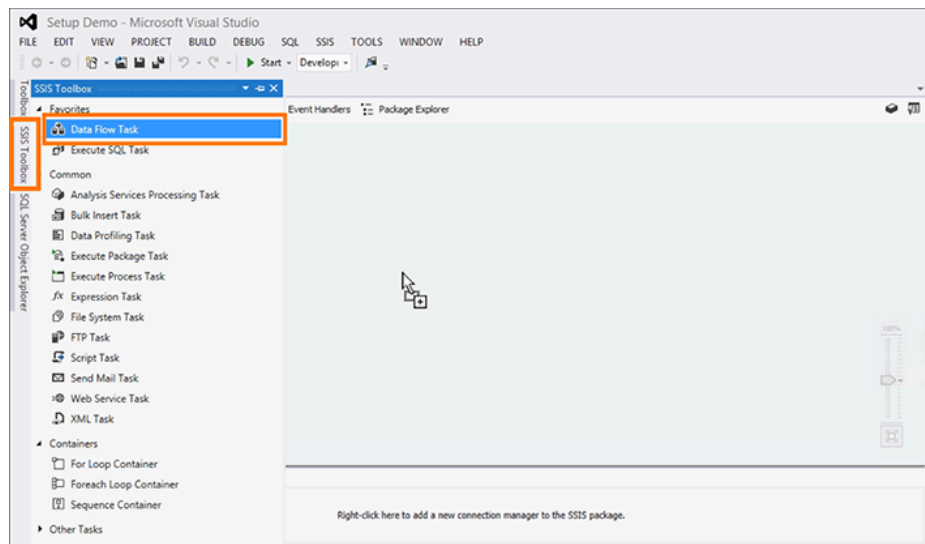 Setup Demo - Microsoft Visual Studio
FILE EDIT VIEW PROJECT BUILD DEBUG SQL SSIS TOOLS WINDOW HELP
Start Develop
Toolbox
SSIS Toolbox
SQL Server Object Explorer
SSIS Toolbox
Event Handlers Package Explorer
Favorites
Data Flow Task
Execute SQL Task
Common
Analysis Services Processing Task
Bulk Insert Task
Data Profiling Task
Execute Package Task
Execute Process Task
fx Expression Task
File System Task
FTP Task
Script Task
Send Mail Task
Web Service Task
XML Task
Containers
For Loop Container
Foreach Loop Container
Sequence Container
Other Tasks
100%
Right-click here to add a new connection manager to the SSIS package.